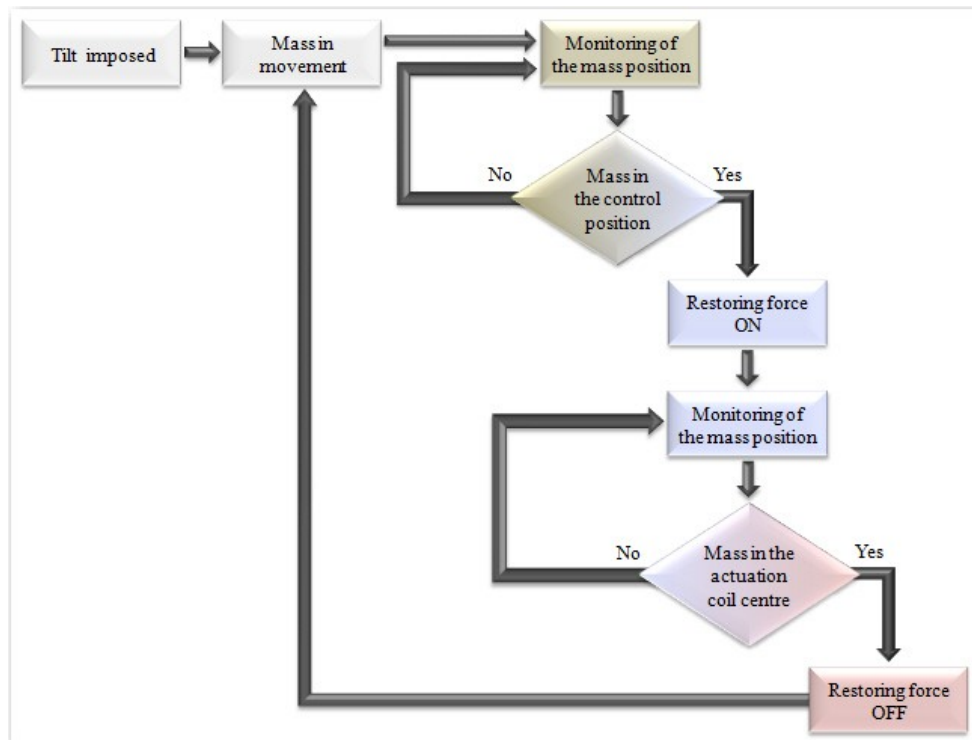 Tilt imposed
Mass in
movement
Monitoring of
the mass position
No
Mass in
the control
position
Yes
Restoring force
ON
Monitoring of
the mass position
No
Mass in the
actuation
coil centre
Yes
Restoring force
OFF